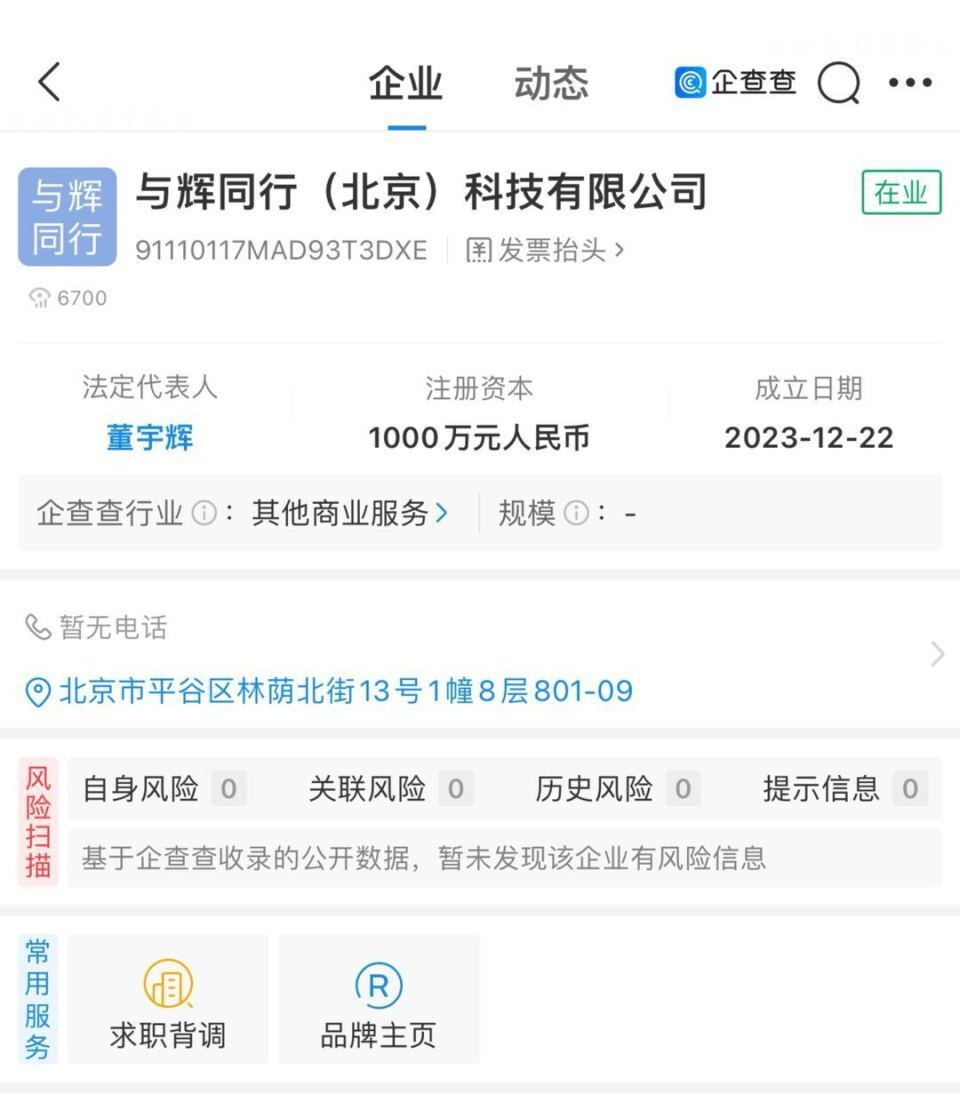 企业 动态 企查查
与辉同行
与辉同行（北京）科技有限公司 在业
91110117MAD93T3DXE 发票抬头
6700
法定代表人 注册资本 成立日期
董宇辉 1000万元人民币 2023-12-22
企查查行业： 其他商业服务 规模： -
暂无电话
北京市平谷区林荫北街13号1幢8层801-09
风险扫描
自身风险 0 关联风险 0 历史风险 0 提示信息 0
基于企查查收录的公开数据，暂未发现该企业有风险信息
常用服务
求职背调 品牌主页